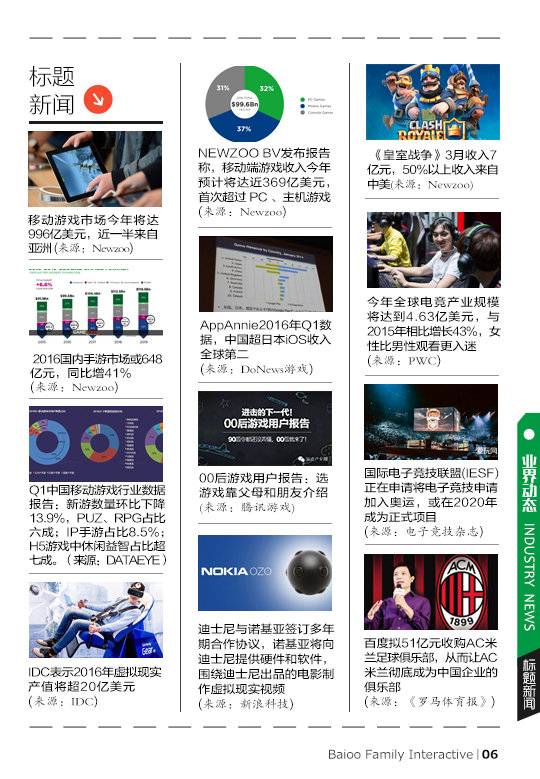 标题
新闻
移动游戏市场今年将达
996亿美元，近一半来自
亚洲 (来源：Newzoo)
+6.6%
2015
2016
2017
2018
2019
2016国内手游市场或648
亿元，同比增41%
(来源：Newzoo)
Q1中国移动游戏行业数据
报告：新游数量环比下降
13.9%，PUZ、RPG占比
六成；IP手游占比8.5%；
H5游戏中休闲益智占比超
七成。（来源：DATAEYE）
Gear
IDC表示2016年虚拟现实
产值将超20亿美元
(来源：IDC)
31%
32%
$99.6Bn
37%
PC Games
Mobile Games
Console Games
NEWZOO BV发布报告
称，移动端游戏收入今年
预计将达近369亿美元，
首次超过 PC 、主机游戏
(来源：Newzoo)
AppAnnie2016年Q1数
据，中国超日本iOS收入
全球第二
(来源：DoNews游戏)
进击的下一代！
00后游戏用户报告
90后你都还没弄懂，00后就来了！
00后游戏用户报告：选
游戏靠父母和朋友介绍
(来源：腾讯游戏)
NOKIA OZO
迪士尼与诺基亚签订多年
期合作协议，诺基亚将向
迪士尼提供硬件和软件，
围绕迪士尼出品的电影制
作虚拟现实视频
(来源：新浪科技)
CLASH
ROYALE
《皇室战争》3月收入7
亿元，50%以上收入来自
中美(来源：Newzoo)
今年全球电竞产业规模
将达到4.63亿美元，与
2015年相比增长43%，女
性比男性观看更入迷
(来源：PWC)
国际电子竞技联盟(IESF)
正在申请将电子竞技申请
加入奥运，或在2020年
成为正式项目
(来源：电子竞技杂志)
ACM
1899
百度拟51亿元收购AC米
兰足球俱乐部，从而让AC
米兰彻底成为中国企业的
俱乐部
(来源：《罗马体育报》)
业界动态 INDUSTRY NEWS
标题新闻
Baioo Family Interactive | 06